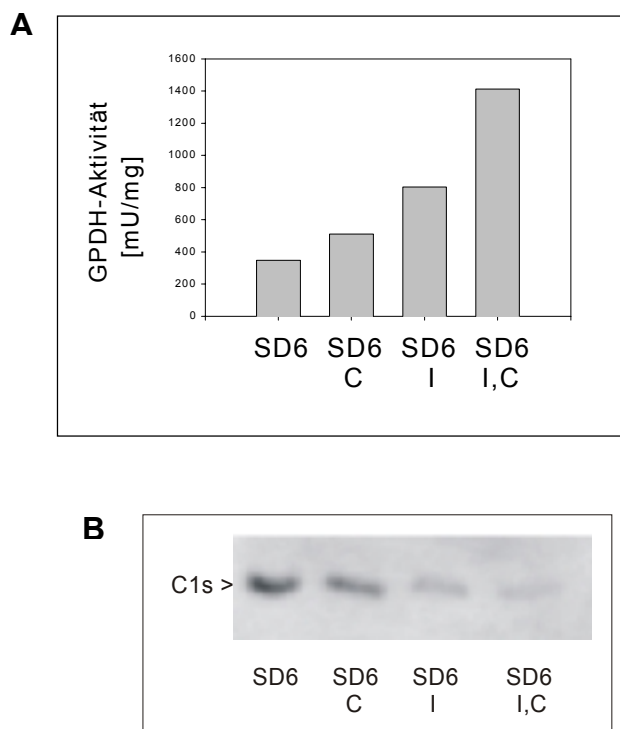 A
GPDH-Aktivität
[mU/mg]
1600
1400
1200
1000
800
600
400
200
0
SD6 SD6 SD6 SD6
C I I,C
B
C1s >
SD6 SD6 SD6 SD6
C I I,C